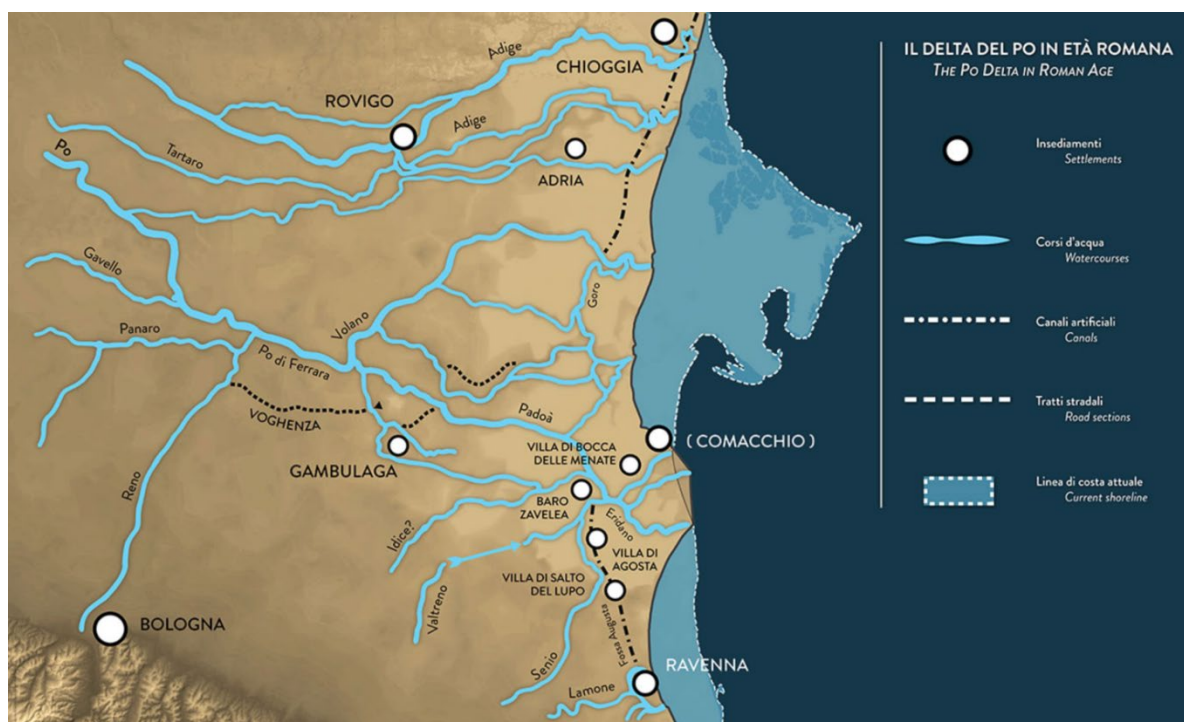 Adige
CHIOGGIA
ROVIGO
Adige
Po
Tartaro
ADRIA
Gavello
Goro
Panaro
Volano
Po di Ferrara
Padoà
VOGHENZA
( COMACCHIO )
VILLA DI BOCCA
DELLE MENATE
GAMBULAGA
Reno
BARO
ZAVELEA
Idice?
Eridano
VILLA DI
AGOSTA
VILLA DI SALTO
DEL LUPO
Valtreno
Fossa Augusta
BOLOGNA
Senio
RAVENNA
Lamone
IL DELTA DEL PO IN ETÀ ROMANA
THE PO DELTA IN ROMAN AGE
Insediamenti
Settlements
Corsi d'acqua
Watercourses
Canali artificiali
Canals
Tratti stradali
Road sections
Linea di costa attuale
Current shoreline